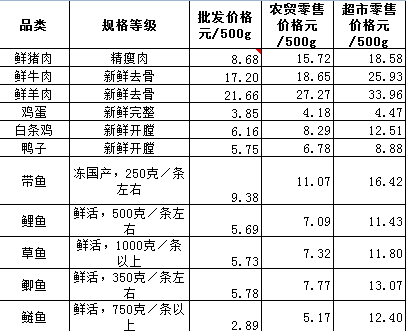 品类 规格等级 批发价格元/500g 农贸零售价格元/500g 超市零售价格元/500g
鲜猪肉 精瘦肉 8.68 15.72 18.58
鲜牛肉 新鲜去骨 17.20 18.65 25.93
鲜羊肉 新鲜去骨 21.66 27.27 33.96
鸡蛋 新鲜完整 3.85 4.18 4.47
白条鸡 新鲜开膛 6.16 8.29 12.51
鸭子 新鲜开膛 5.75 6.78 8.88
带鱼 冻国产，250克／条左右 9.38 11.07 16.42
鲤鱼 鲜活，500克／条左右 5.69 7.09 11.43
草鱼 鲜活，1000克／条以上 5.73 7.32 11.80
鲫鱼 鲜活，350克／条左右 5.78 7.77 13.07
鲢鱼 鲜活，750克／条以上 2.89 5.17 12.40